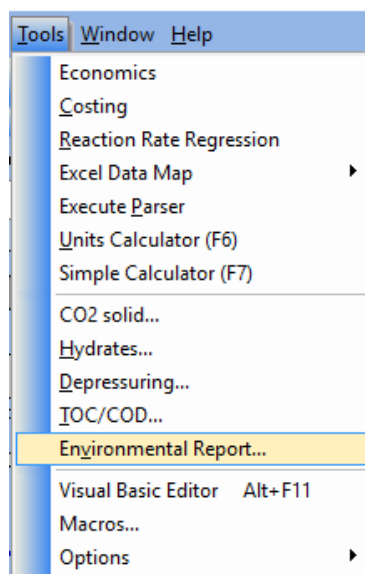 Tools Window Help
Economics
Costing
Reaction Rate Regression
Excel Data Map
Execute Parser
Units Calculator (F6)
Simple Calculator (F7)
CO2 solid...
Hydrates...
Depressuring...
TOC/COD...
Environmental Report...
Visual Basic Editor Alt+F11
Macros...
Options